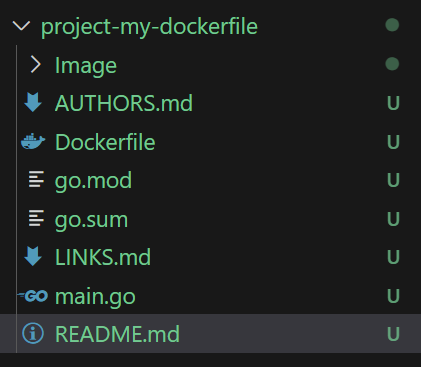 project-my-dockerfile
Image
AUTHORS.md U
Dockerfile U
go.mod U
go.sum U
LINKS.md U
GO main.go U
README.md U